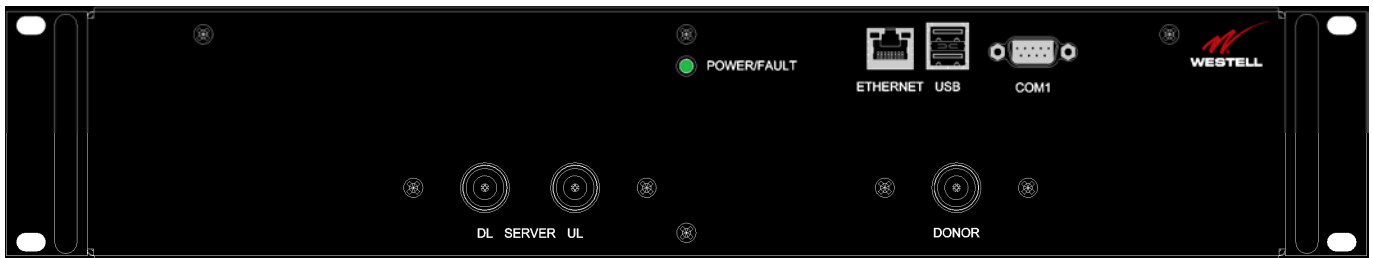 POWER/FAULT
ETHERNET USB COM1
WESTELL
DL SERVER UL
DONOR